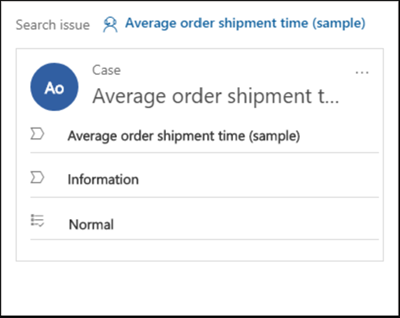 Search issue Average order shipment time (sample)
Case
Ao
Average order shipment t...
Average order shipment time (sample)
Information
Normal